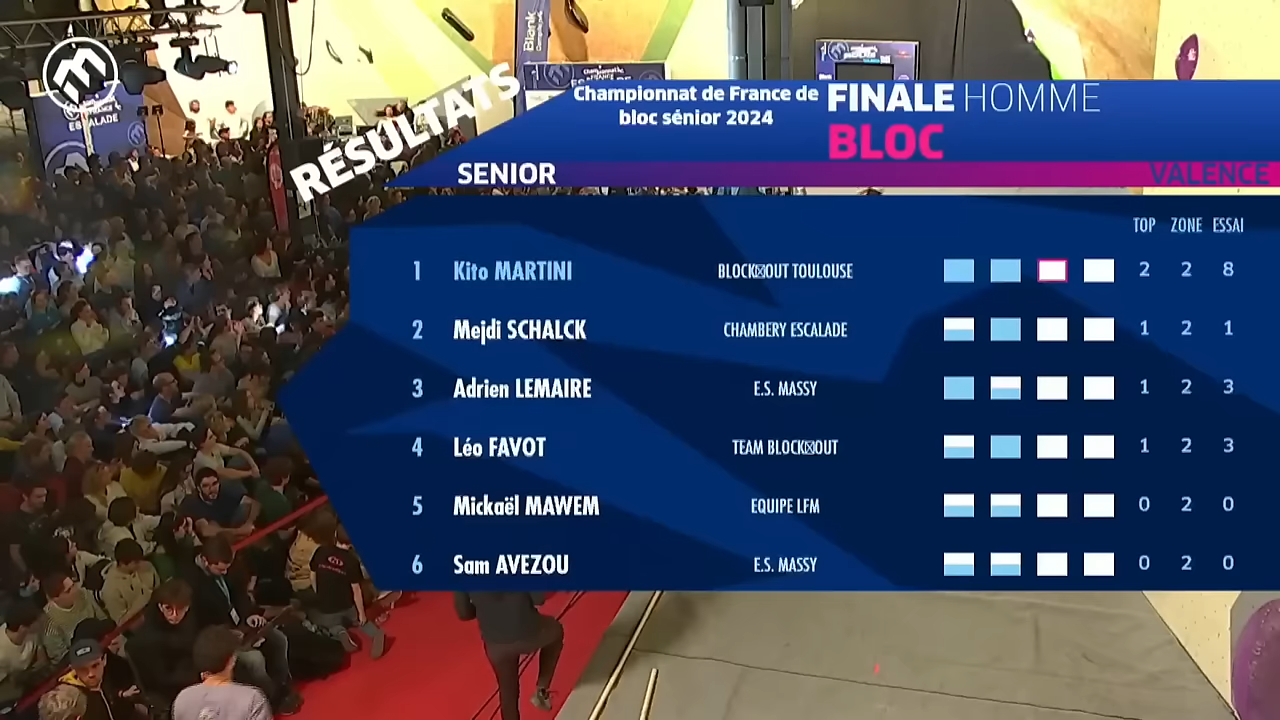 Blank
ESCALADE
RÉSULTATS
Championnat de France de
bloc sénior 2024
FINALE HOMME
BLOC
SENIOR
VALENCE
TOP ZONE ESSAI
1 Kito MARTINI BLOCK☒OUT TOULOUSE 2 2 8
2 Mejdi SCHALCK CHAMBERY ESCALADE 1 2 1
3 Adrien LEMAIRE E.S. MASSY 1 2 3
4 Léo FAVOT TEAM BLOCK☒OUT 1 2 3
5 Mickaël MAWEM EQUIPE LFM 0 2 0
6 Sam AVEZOU E.S. MASSY 0 2 0